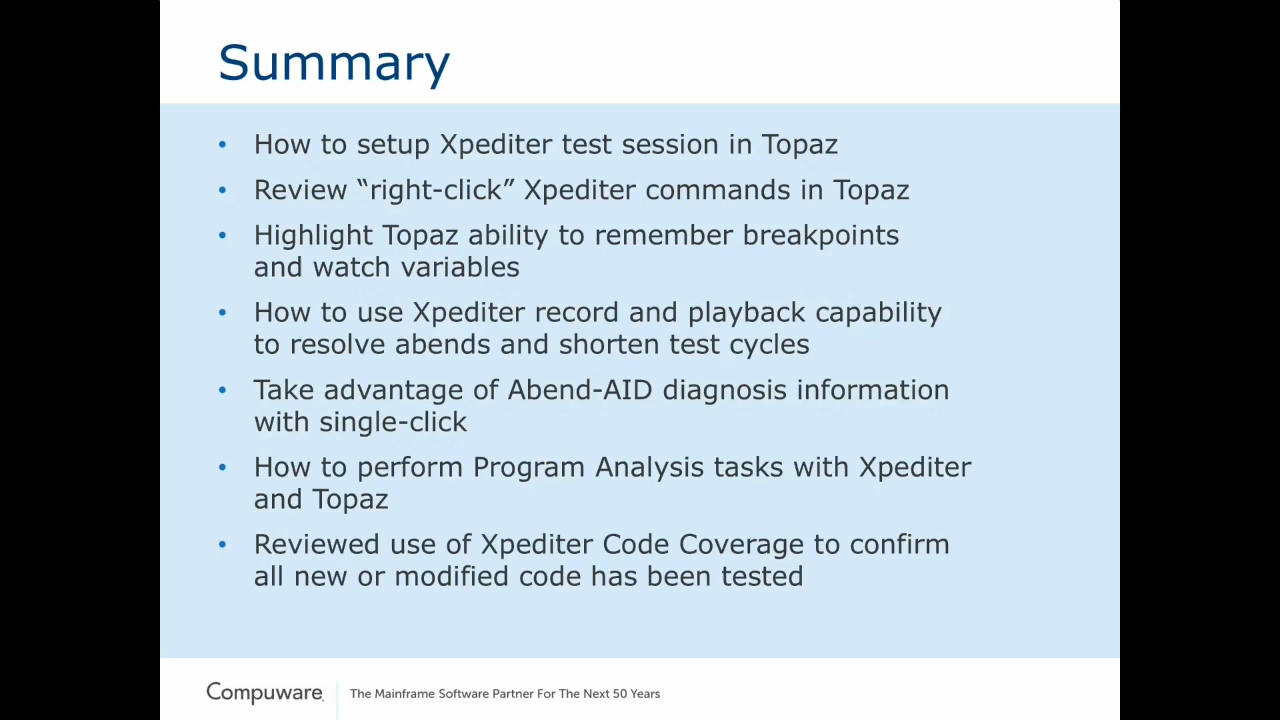 Summary
• How to setup Xpediter test session in Topaz
• Review “right-click” Xpediter commands in Topaz
• Highlight Topaz ability to remember breakpoints
and watch variables
• How to use Xpediter record and playback capability
to resolve abends and shorten test cycles
• Take advantage of Abend-AID diagnosis information
with single-click
• How to perform Program Analysis tasks with Xpediter
and Topaz
• Reviewed use of Xpediter Code Coverage to confirm
all new or modified code has been tested
Compuware. The Mainframe Software Partner For The Next 50 Years